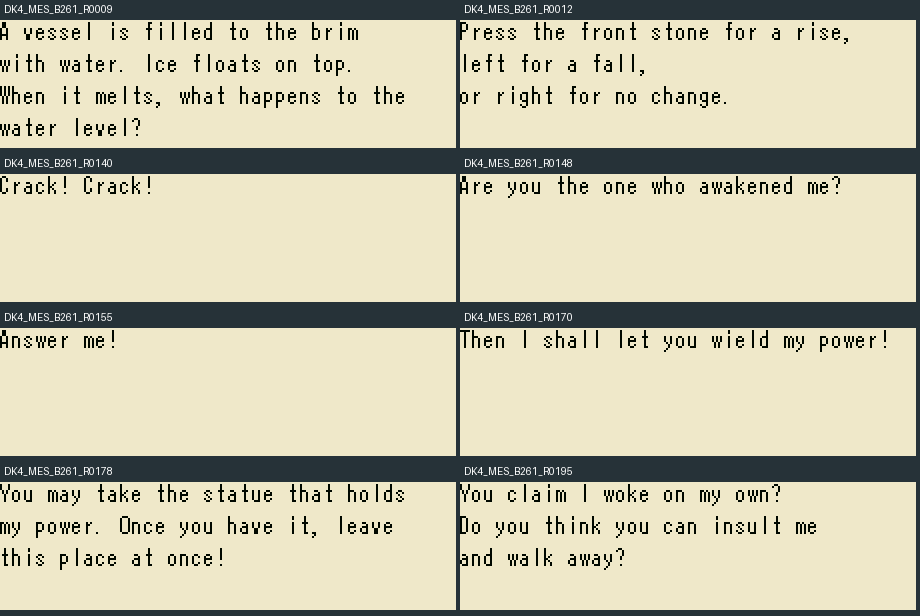 DK4_MES_B261_R0009
A vessel is filled to the brim
with water. Ice floats on top.
When it melts, what happens to the
water level?
DK4_MES_B261_R0012
Press the front stone for a rise,
left for a fall,
or right for no change.
DK4_MES_B261_R0140
Crack! Crack!
DK4_MES_B261_R0148
Are you the one who awakened me?
DK4_MES_B261_R0155
Answer me!
DK4_MES_B261_R0170
Then I shall let you wield my power!
DK4_MES_B261_R0178
You may take the statue that holds
my power. Once you have it, leave
this place at once!
DK4_MES_B261_R0195
You claim I woke on my own?
Do you think you can insult me
and walk away?